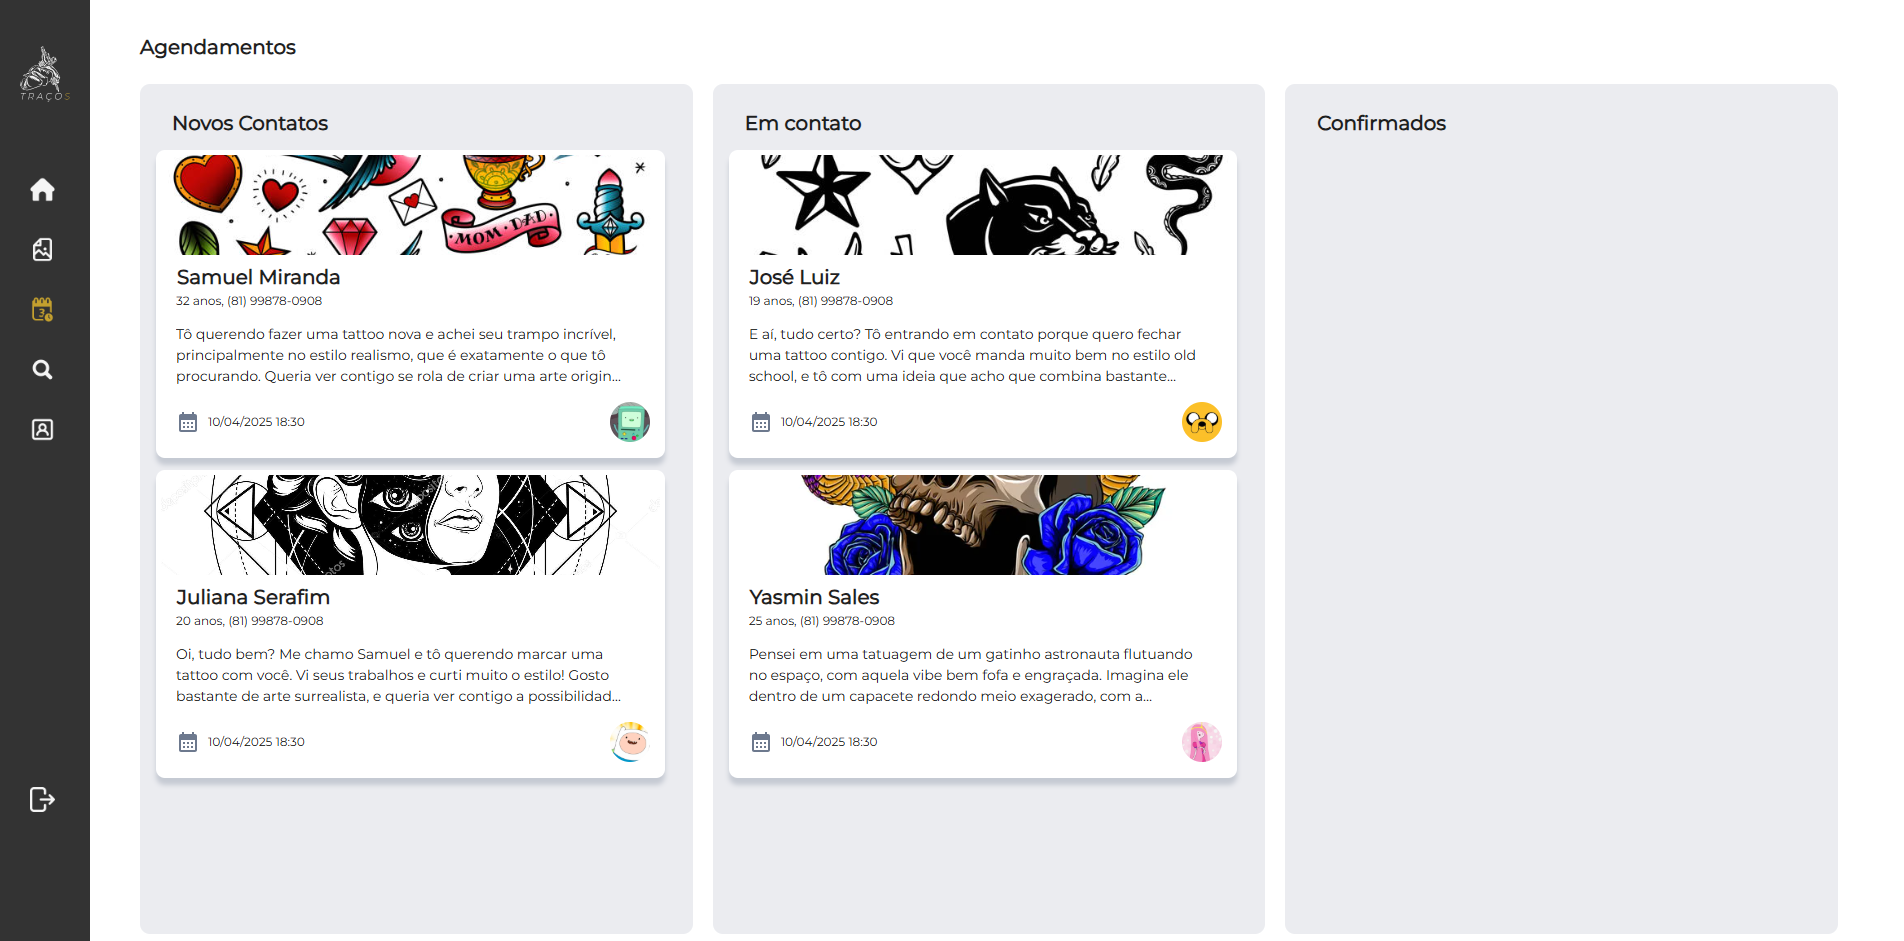 TRAÇOS
Agendamentos
Novos Contatos
MOM·DAD·
Samuel Miranda
32 anos, (81) 99878-0908
Tô querendo fazer uma tattoo nova e achei seu trampo incrível,
principalmente no estilo realismo, que é exatamente o que tô
procurando. Queria ver contigo se rola de criar uma arte origin...
10/04/2025 18:30
Juliana Serafim
20 anos, (81) 99878-0908
Oi, tudo bem? Me chamo Samuel e tô querendo marcar uma
tattoo com você. Vi seus trabalhos e curti muito o estilo! Gosto
bastante de arte surrealista, e queria ver contigo a possibilidad...
10/04/2025 18:30
Em contato
José Luiz
19 anos, (81) 99878-0908
E aí, tudo certo? Tô entrando em contato porque quero fechar
uma tattoo contigo. Vi que você manda muito bem no estilo old
school, e tô com uma ideia que acho que combina bastante...
10/04/2025 18:30
Yasmin Sales
25 anos, (81) 99878-0908
Pensei em uma tatuagem de um gatinho astronauta flutuando
no espaço, com aquela vibe bem fofa e engraçada. Imagina ele
dentro de um capacete redondo meio exagerado, com a...
10/04/2025 18:30
Confirmados
3